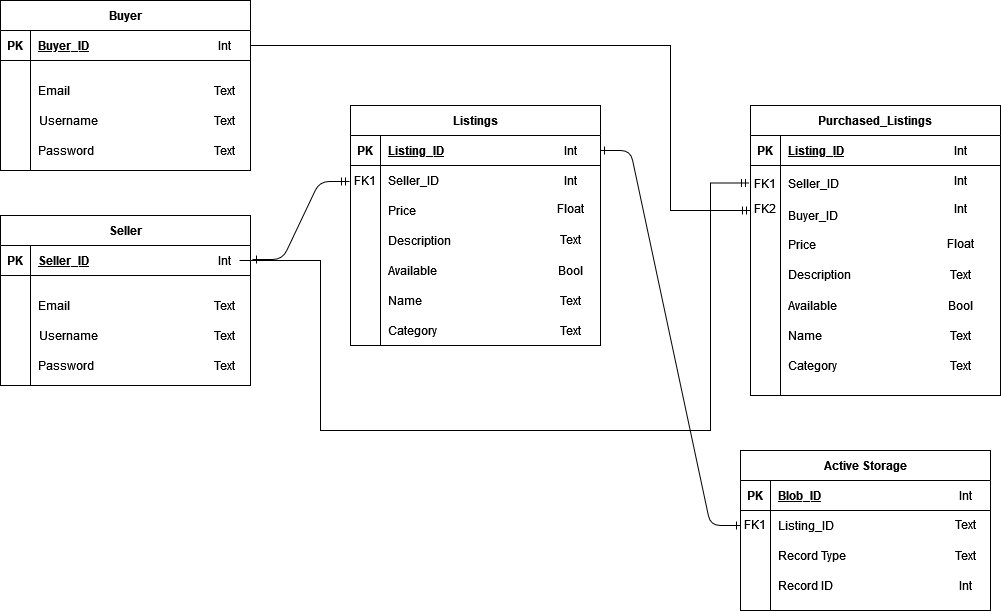 Buyer
PK Buyer_ID Int
Email Text
Username Text
Password Text
Seller
PK Seller_ID Int
Email Text
Username Text
Password Text
Listings
PK Listing_ID Int
FK1 Seller_ID Int
Price Float
Description Text
Available Bool
Name Text
Category Text
Purchased_Listings
PK Listing_ID Int
FK1 Seller_ID Int
FK2 Buyer_ID Int
Price Float
Description Text
Available Bool
Name Text
Category Text
Active Storage
PK Blob_ID Int
FK1 Listing_ID Text
Record Type Text
Record ID Int